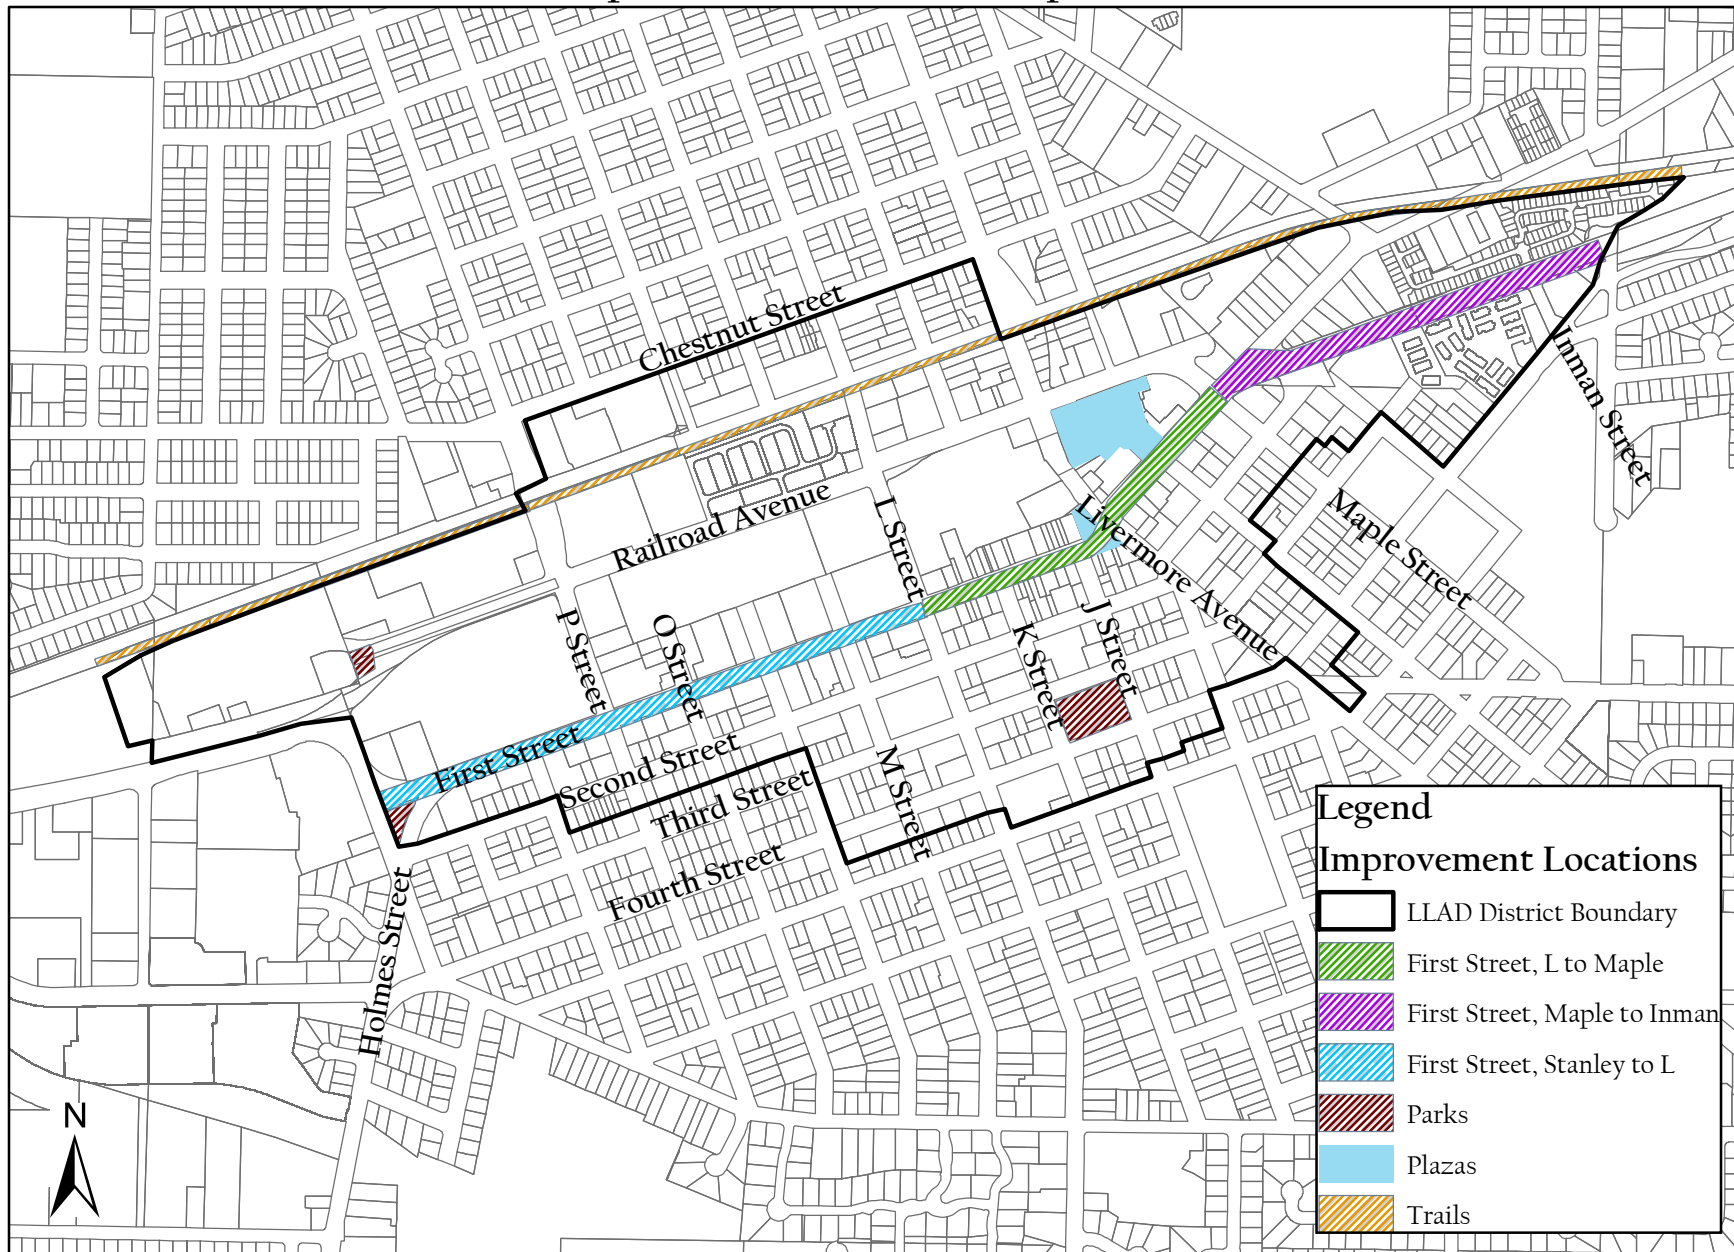 Chestnut Street
Railroad Avenue
L Street
Livermore Avenue
Inman Street
Maple Street
P Street
O Street
K Street
J Street
First Street
Second Street
Third Street
Fourth Street
M Street
Holmes Street
N
Legend
Improvement Locations
LLAD District Boundary
First Street, L to Maple
First Street, Maple to Inman
First Street, Stanley to L
Parks
Plazas
Trails